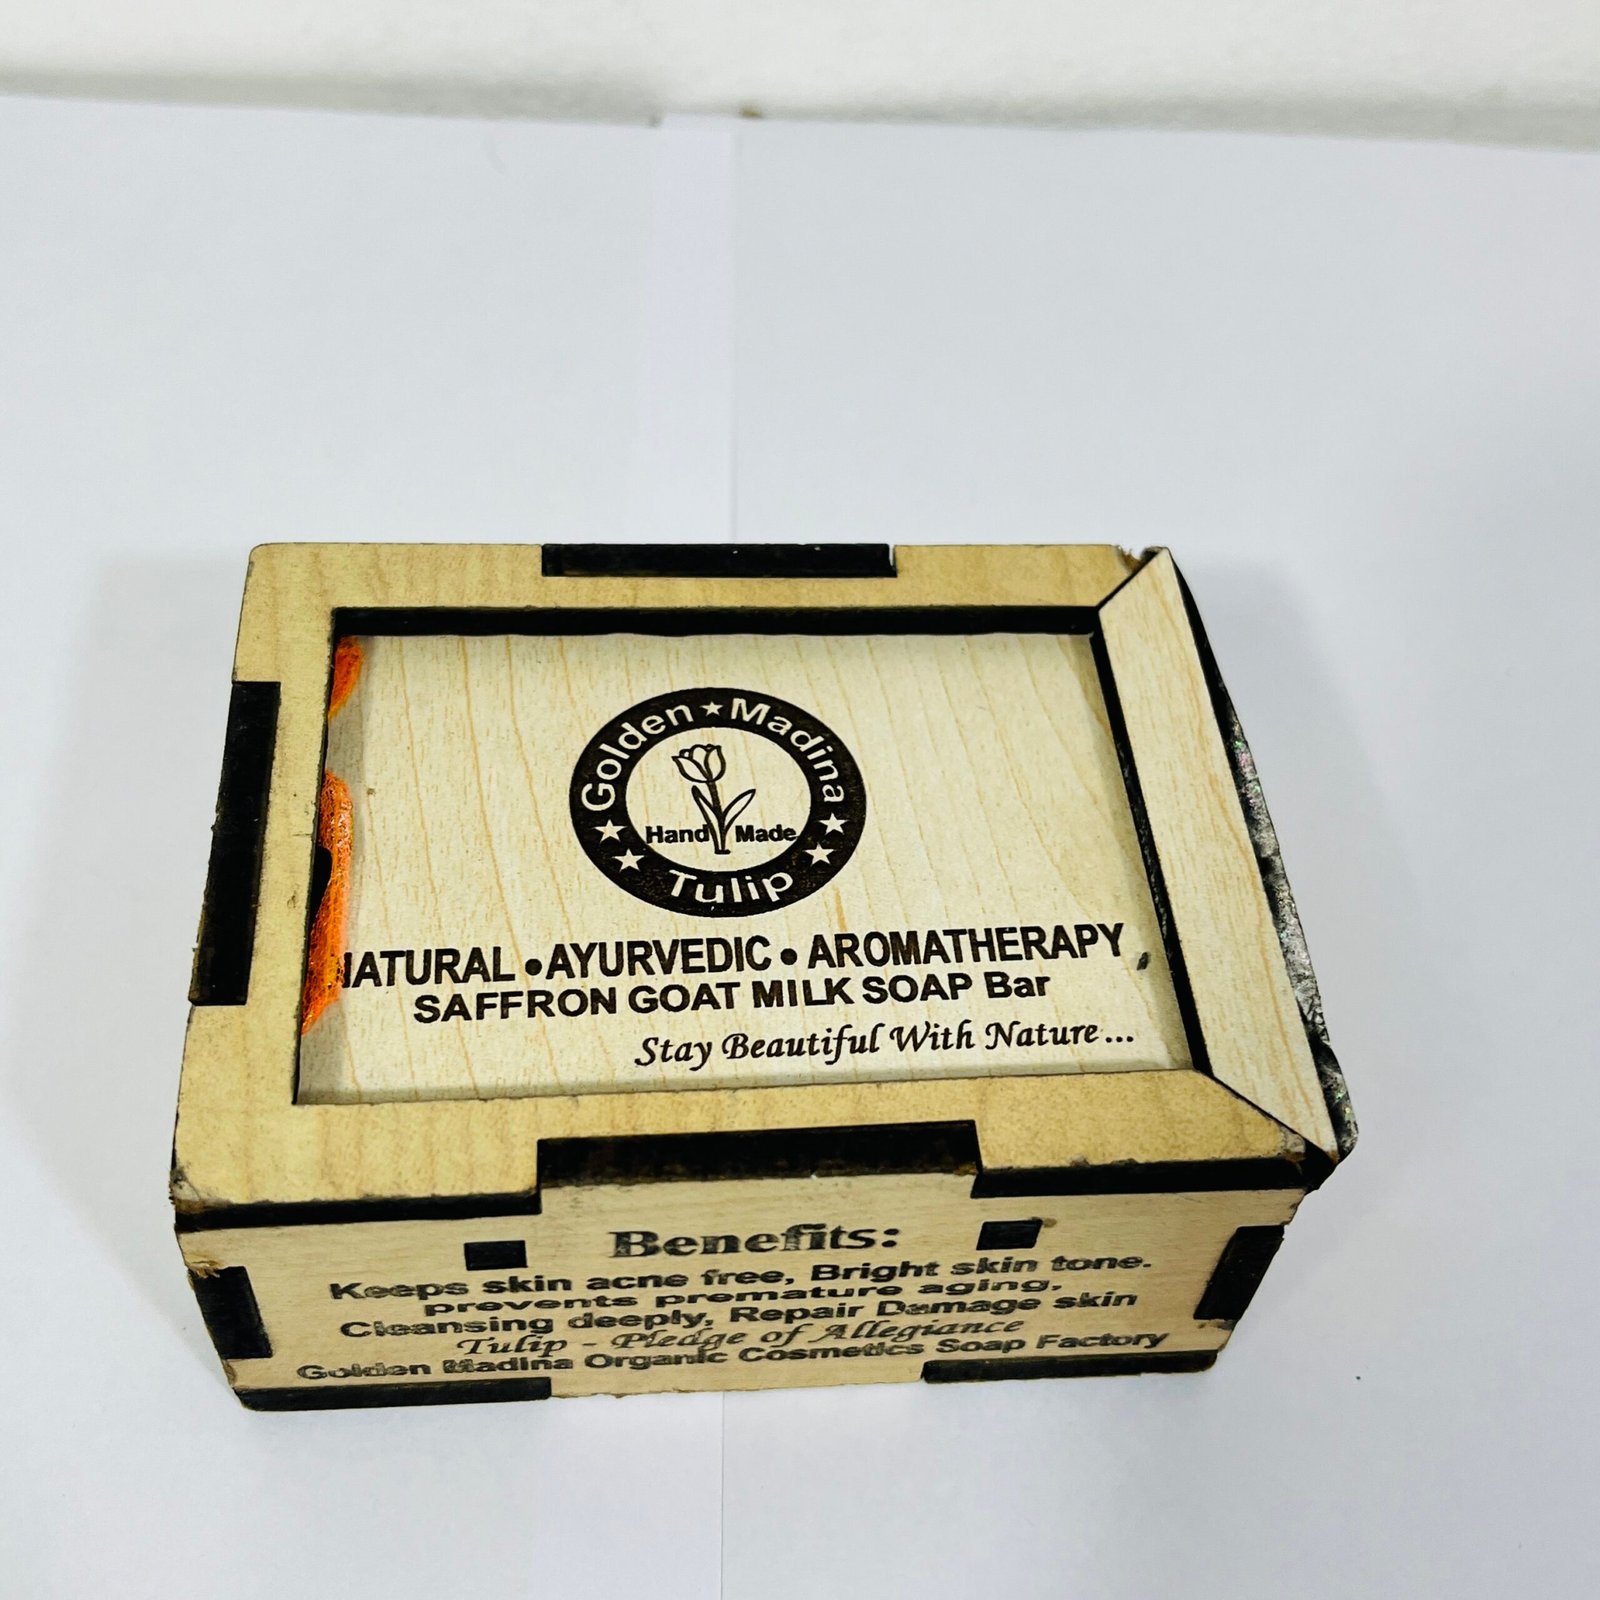 Golden ★ Madina
Hand Made
★ ★ Tulip ★ ★
NATURAL • AYURVEDIC • AROMATHERAPY
SAFFRON GOAT MILK SOAP Bar
Stay Beautiful With Nature...
Benefits:
Keeps skin acne free, Bright skin tone.
prevents premature aging,
Cleansing deeply, Repair Damage skin
Tulip - Pledge of Allegiance
Golden Madina Organic Cosmetics Soap Factory